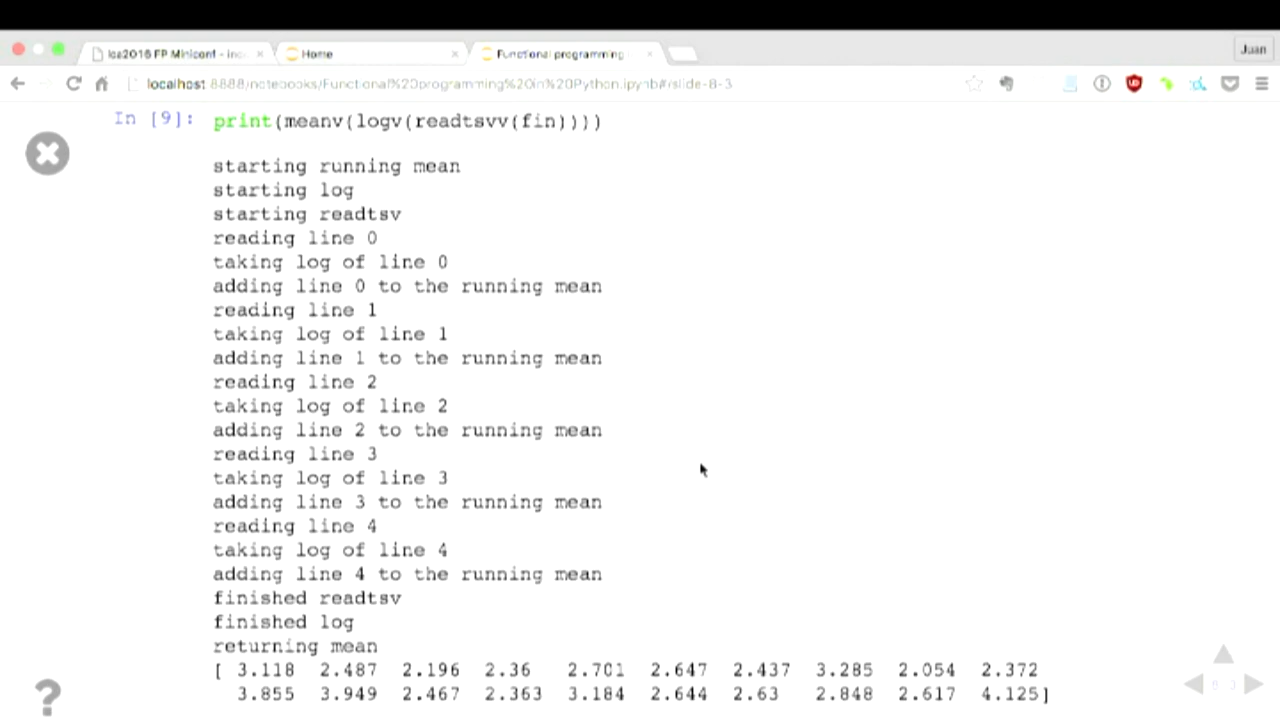 lca2016 FP Miniconf - inc
Home
Functional programming
Juan
localhost:8888/notebooks/Functional%20programming%20in%20Python.ipynb#/slide-8-3
In [9]: print(meanv(logv(readtsvv(fin))))
starting running mean
starting log
starting readtsv
reading line 0
taking log of line 0
adding line 0 to the running mean
reading line 1
taking log of line 1
adding line 1 to the running mean
reading line 2
taking log of line 2
adding line 2 to the running mean
reading line 3
taking log of line 3
adding line 3 to the running mean
reading line 4
taking log of line 4
adding line 4 to the running mean
finished readtsv
finished log
returning mean
[ 3.118 2.487 2.196 2.36 2.701 2.647 2.437 3.285 2.054 2.372
3.855 3.949 2.467 2.363 3.184 2.644 2.63 2.848 2.617 4.125]
?